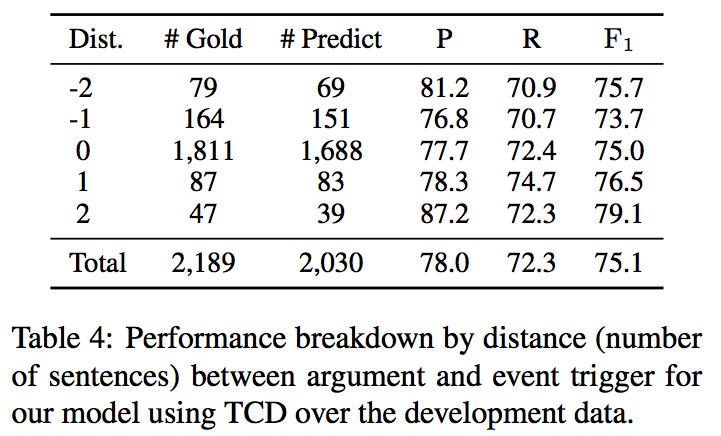 Dist. # Gold # Predict P R F1
-2 79 69 81.2 70.9 75.7
-1 164 151 76.8 70.7 73.7
0 1,811 1,688 77.7 72.4 75.0
1 87 83 78.3 74.7 76.5
2 47 39 87.2 72.3 79.1
Total 2,189 2,030 78.0 72.3 75.1
Table 4: Performance breakdown by distance (number
of sentences) between argument and event trigger for
our model using TCD over the development data.